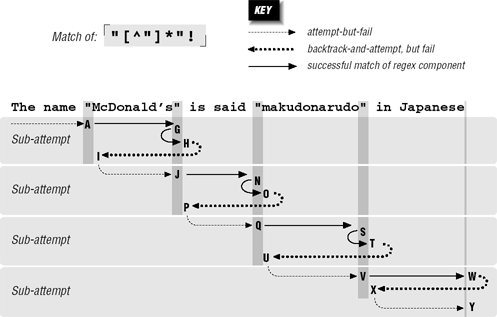 KEY
Match of: "[^"]*"!
attempt-but-fail
backtrack-and-attempt, but fail
successful match of regex component
The name "McDonald's" is said "makudonarudo" in Japanese
A
G
Sub-attempt
H
I
J
N
Sub-attempt
O
P
Q
S
Sub-attempt
T
U
V
W
Sub-attempt
X
Y